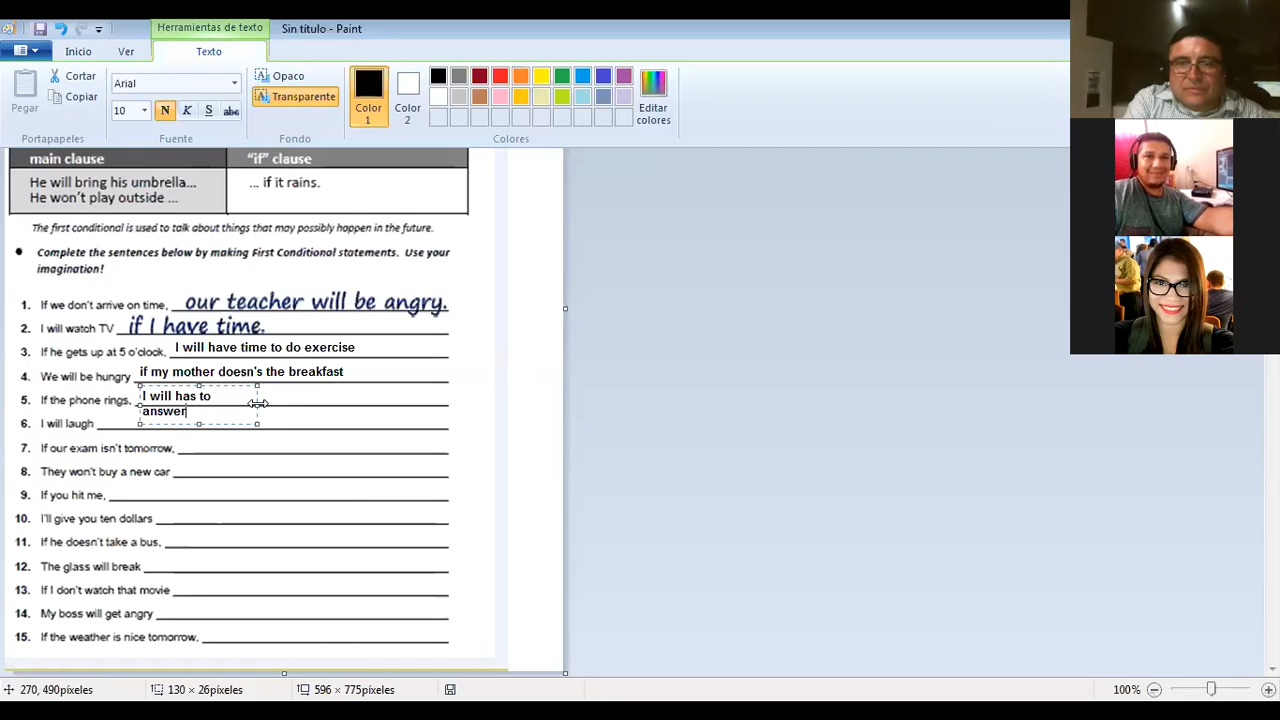 Herramientas de texto
Sin título - Paint
Inicio
Ver
Texto
Pegar
Cortar
Copiar
Portapapeles
Arial
10
N
K
S
abc
Fuente
Opaco
Transparente
Fondo
Color 1
Color 2
Editar colores
Colores
main clause
"if" clause
He will bring his umbrella...
He won't play outside ...
... if it rains.
The first conditional is used to talk about things that may possibly happen in the future.
Complete the sentences below by making First Conditional statements. Use your
imagination!
1. If we don't arrive on time, our teacher will be angry.
2. I will watch TV if I have time.
3. If he gets up at 5 o'clock, I will have time to do exercise
4. We will be hungry if my mother doesn's the breakfast
5. If the phone rings, I will has to
answer
6. I will laugh
7. If our exam isn't tomorrow,
8. They won't buy a new car
9. If you hit me,
10. I'll give you ten dollars
11. If he doesn't take a bus,
12. The glass will break
13. If I don't watch that movie
14. My boss will get angry
15. If the weather is nice tomorrow,
270, 490píxeles
130 × 26píxeles
596 × 775píxeles
100%